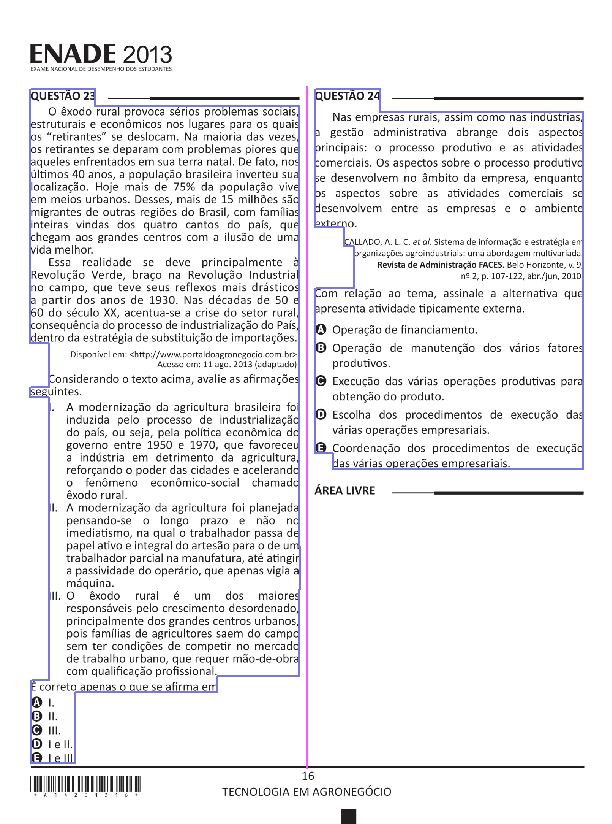 ENADE 2013
EXAME NACIONAL DE DESEMPENHO DOS ESTUDANTES
QUESTÃO 23
O êxodo rural provoca sérios problemas sociais,
estruturais e econômicos nos lugares para os quais
os “retirantes” se deslocam. Na maioria das vezes,
os retirantes se deparam com problemas piores que
aqueles enfrentados em sua terra natal. De fato, nos
últimos 40 anos, a população brasileira inverteu sua
localização. Hoje mais de 75% da população vive
em meios urbanos. Desses, mais de 15 milhões são
migrantes de outras regiões do Brasil, com famílias
inteiras vindas dos quatro cantos do país, que
chegam aos grandes centros com a ilusão de uma
vida melhor.
Essa realidade se deve principalmente à
Revolução Verde, braço na Revolução Industrial
no campo, que teve seus reflexos mais drásticos
a partir dos anos de 1930. Nas décadas de 50 e
60 do século XX, acentua-se a crise do setor rural,
consequência do processo de industrialização do País,
dentro da estratégia de substituição de importações.
Disponível em: <http://www.portaldoagronegocio.com.br>
Acesso em: 11 ago. 2013 (adaptado)
Considerando o texto acima, avalie as afirmações
seguintes.
I. A modernização da agricultura brasileira foi
induzida pelo processo de industrialização
do país, ou seja, pela política econômica do
governo entre 1950 e 1970, que favoreceu
a indústria em detrimento da agricultura,
reforçando o poder das cidades e acelerando
o fenômeno econômico-social chamado
êxodo rural.
II. A modernização da agricultura foi planejada
pensando-se o longo prazo e não no
imediatismo, na qual o trabalhador passa de
papel ativo e integral do artesão para o de um
trabalhador parcial na manufatura, até atingir
a passividade do operário, que apenas vigia a
máquina.
III. O êxodo rural é um dos maiores
responsáveis pelo crescimento desordenado,
principalmente dos grandes centros urbanos,
pois famílias de agricultores saem do campo
sem ter condições de competir no mercado
de trabalho urbano, que requer mão-de-obra
com qualificação profissional.
É correto apenas o que se afirma em
A I.
B II.
C III.
D I e II.
E I e III
QUESTÃO 24
Nas empresas rurais, assim como nas indústrias,
a gestão administrativa abrange dois aspectos
principais: o processo produtivo e as atividades
comerciais. Os aspectos sobre o processo produtivo
se desenvolvem no âmbito da empresa, enquanto
os aspectos sobre as atividades comerciais se
desenvolvem entre as empresas e o ambiente
externo.
CALLADO, A. L. C. et al. Sistema de informação e estratégia em
organizações agroindustriais: uma abordagem multivariada.
Revista de Administração FACES. Belo Horizonte, v. 9,
nº 2, p. 107-122, abr./jun, 2010.
Com relação ao tema, assinale a alternativa que
apresenta atividade tipicamente externa.
A Operação de financiamento.
B Operação de manutenção dos vários fatores
produtivos.
C Execução das várias operações produtivas para
obtenção do produto.
D Escolha dos procedimentos de execução das
várias operações empresariais.
E Coordenação dos procedimentos de execução
das várias operações empresariais.
ÁREA LIVRE
16
TECNOLOGIA EM AGRONEGÓCIO